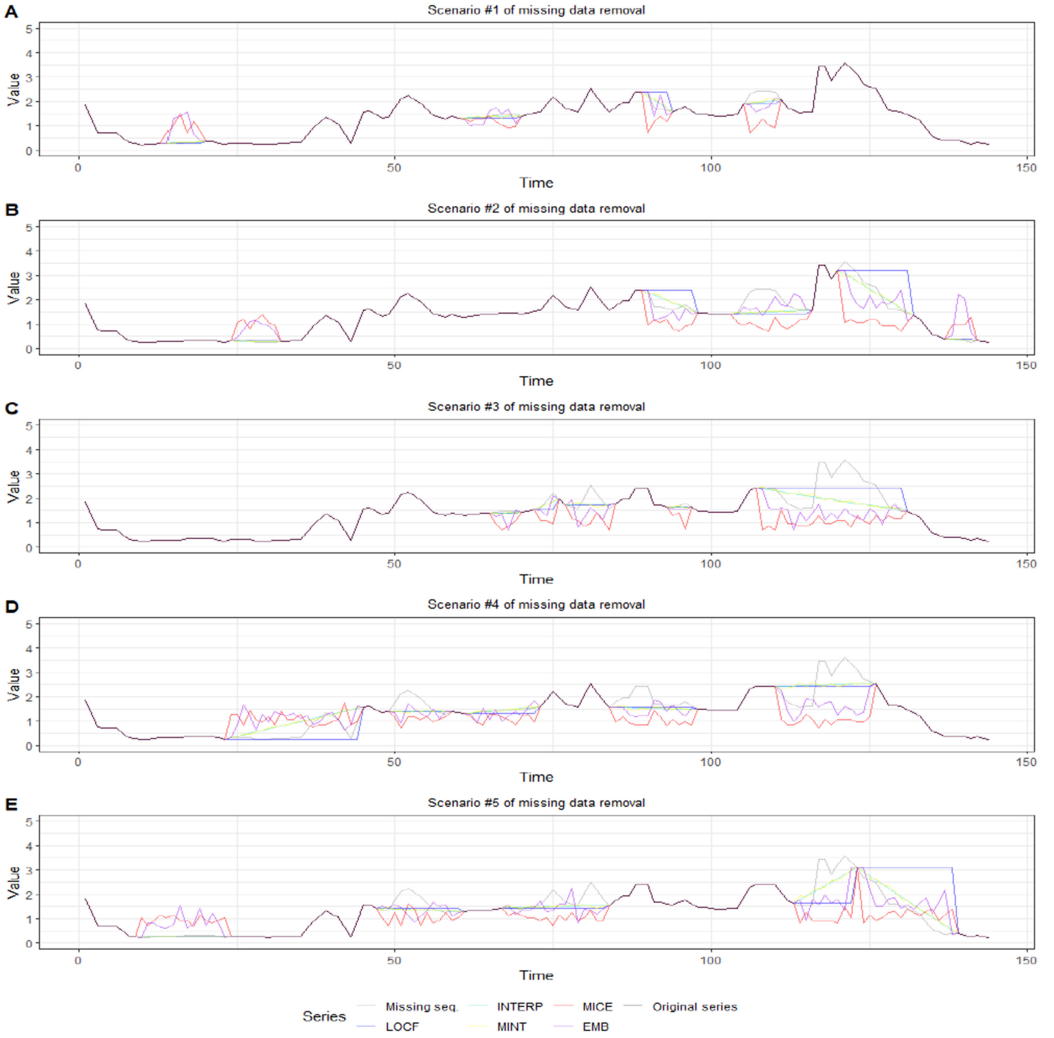 A
Scenario #1 of missing data removal
5
4
3
2
1
0
Value
0 50 100 150
Time
B
Scenario #2 of missing data removal
5
4
3
2
1
0
Value
0 50 100 150
Time
C
Scenario #3 of missing data removal
5
4
3
2
1
0
Value
0 50 100 150
Time
D
Scenario #4 of missing data removal
5
4
3
2
1
0
Value
0 50 100 150
Time
E
Scenario #5 of missing data removal
5
4
3
2
1
0
Value
0 50 100 150
Time
Series
Missing seq. INTERP MICE Original series
LOCF MINT EMB